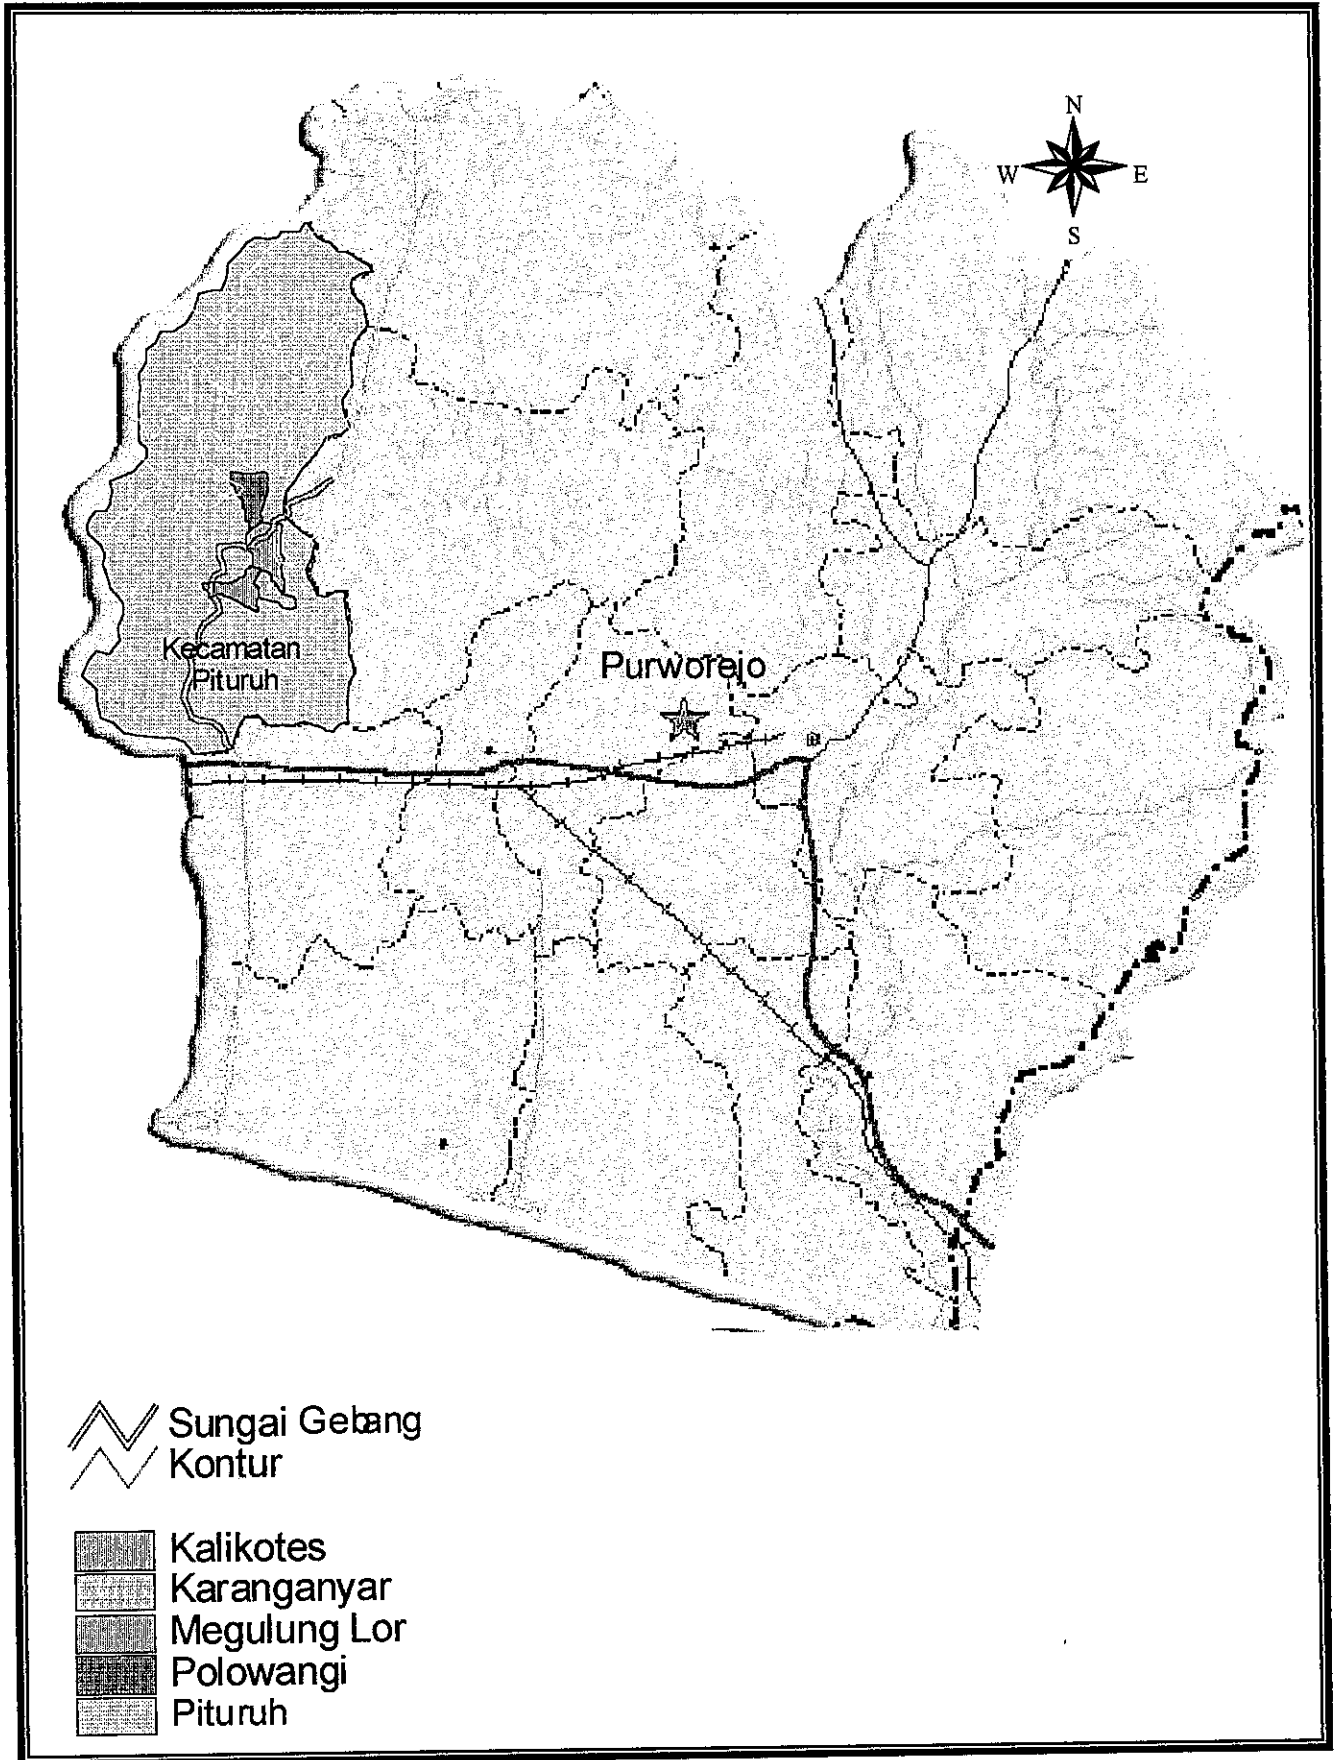 N
W E
S
Kecamatan
Pituruh
Purworejo
Sungai Gebang
Kontur
Kalikotes
Karanganyar
Megulung Lor
Polowangi
Pituruh